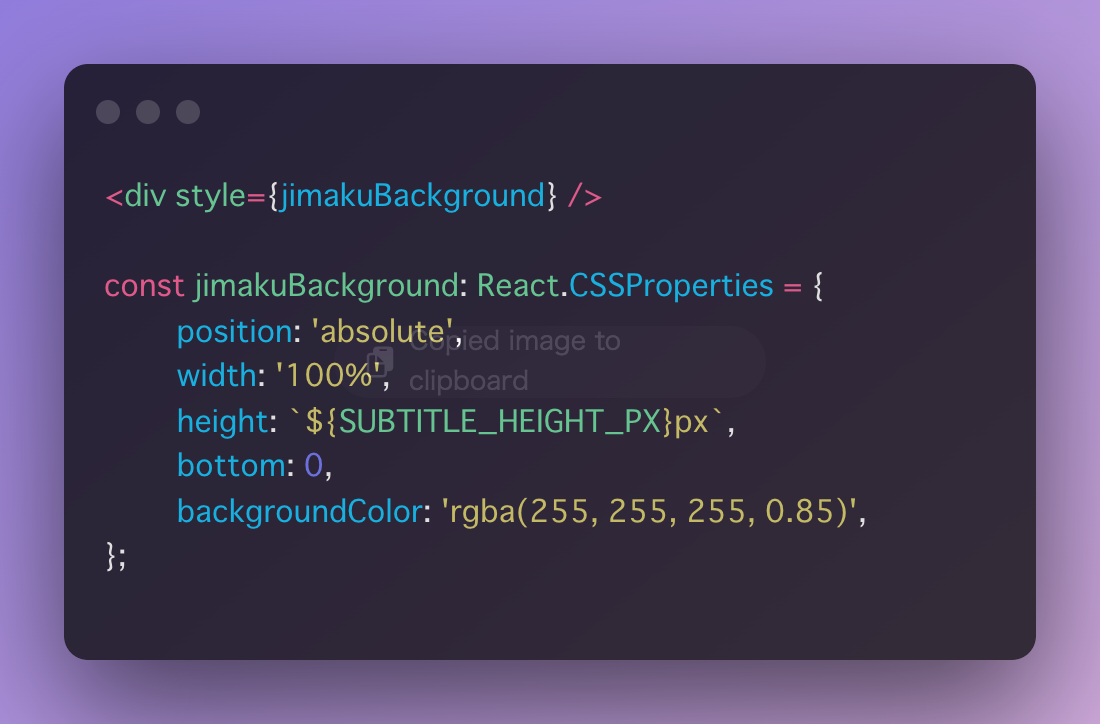 <div style={jimakuBackground} />
const jimakuBackground: React.CSSProperties = {
position: 'absolute',
Copied image to
width: '100%',
clipboard
height: `${SUBTITLE_HEIGHT_PX}px`,
bottom: 0,
backgroundColor: 'rgba(255, 255, 255, 0.85)',
};